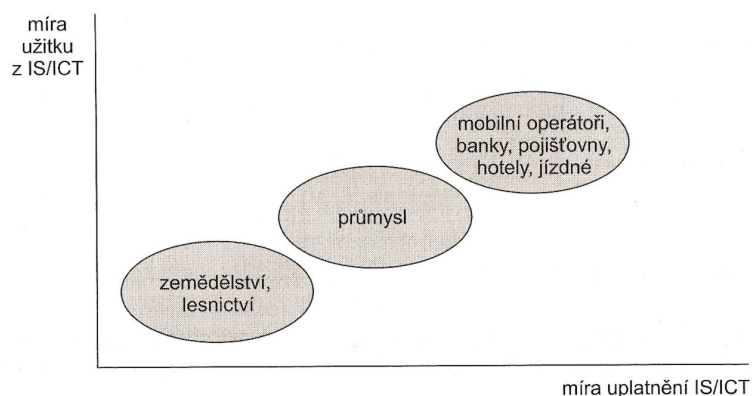 míra
užitku
z IS/ICT
mobilní operátoři,
banky, pojišťovny,
hotely, jízdné
průmysl
zemědělství,
lesnictví
míra uplatnění IS/ICT